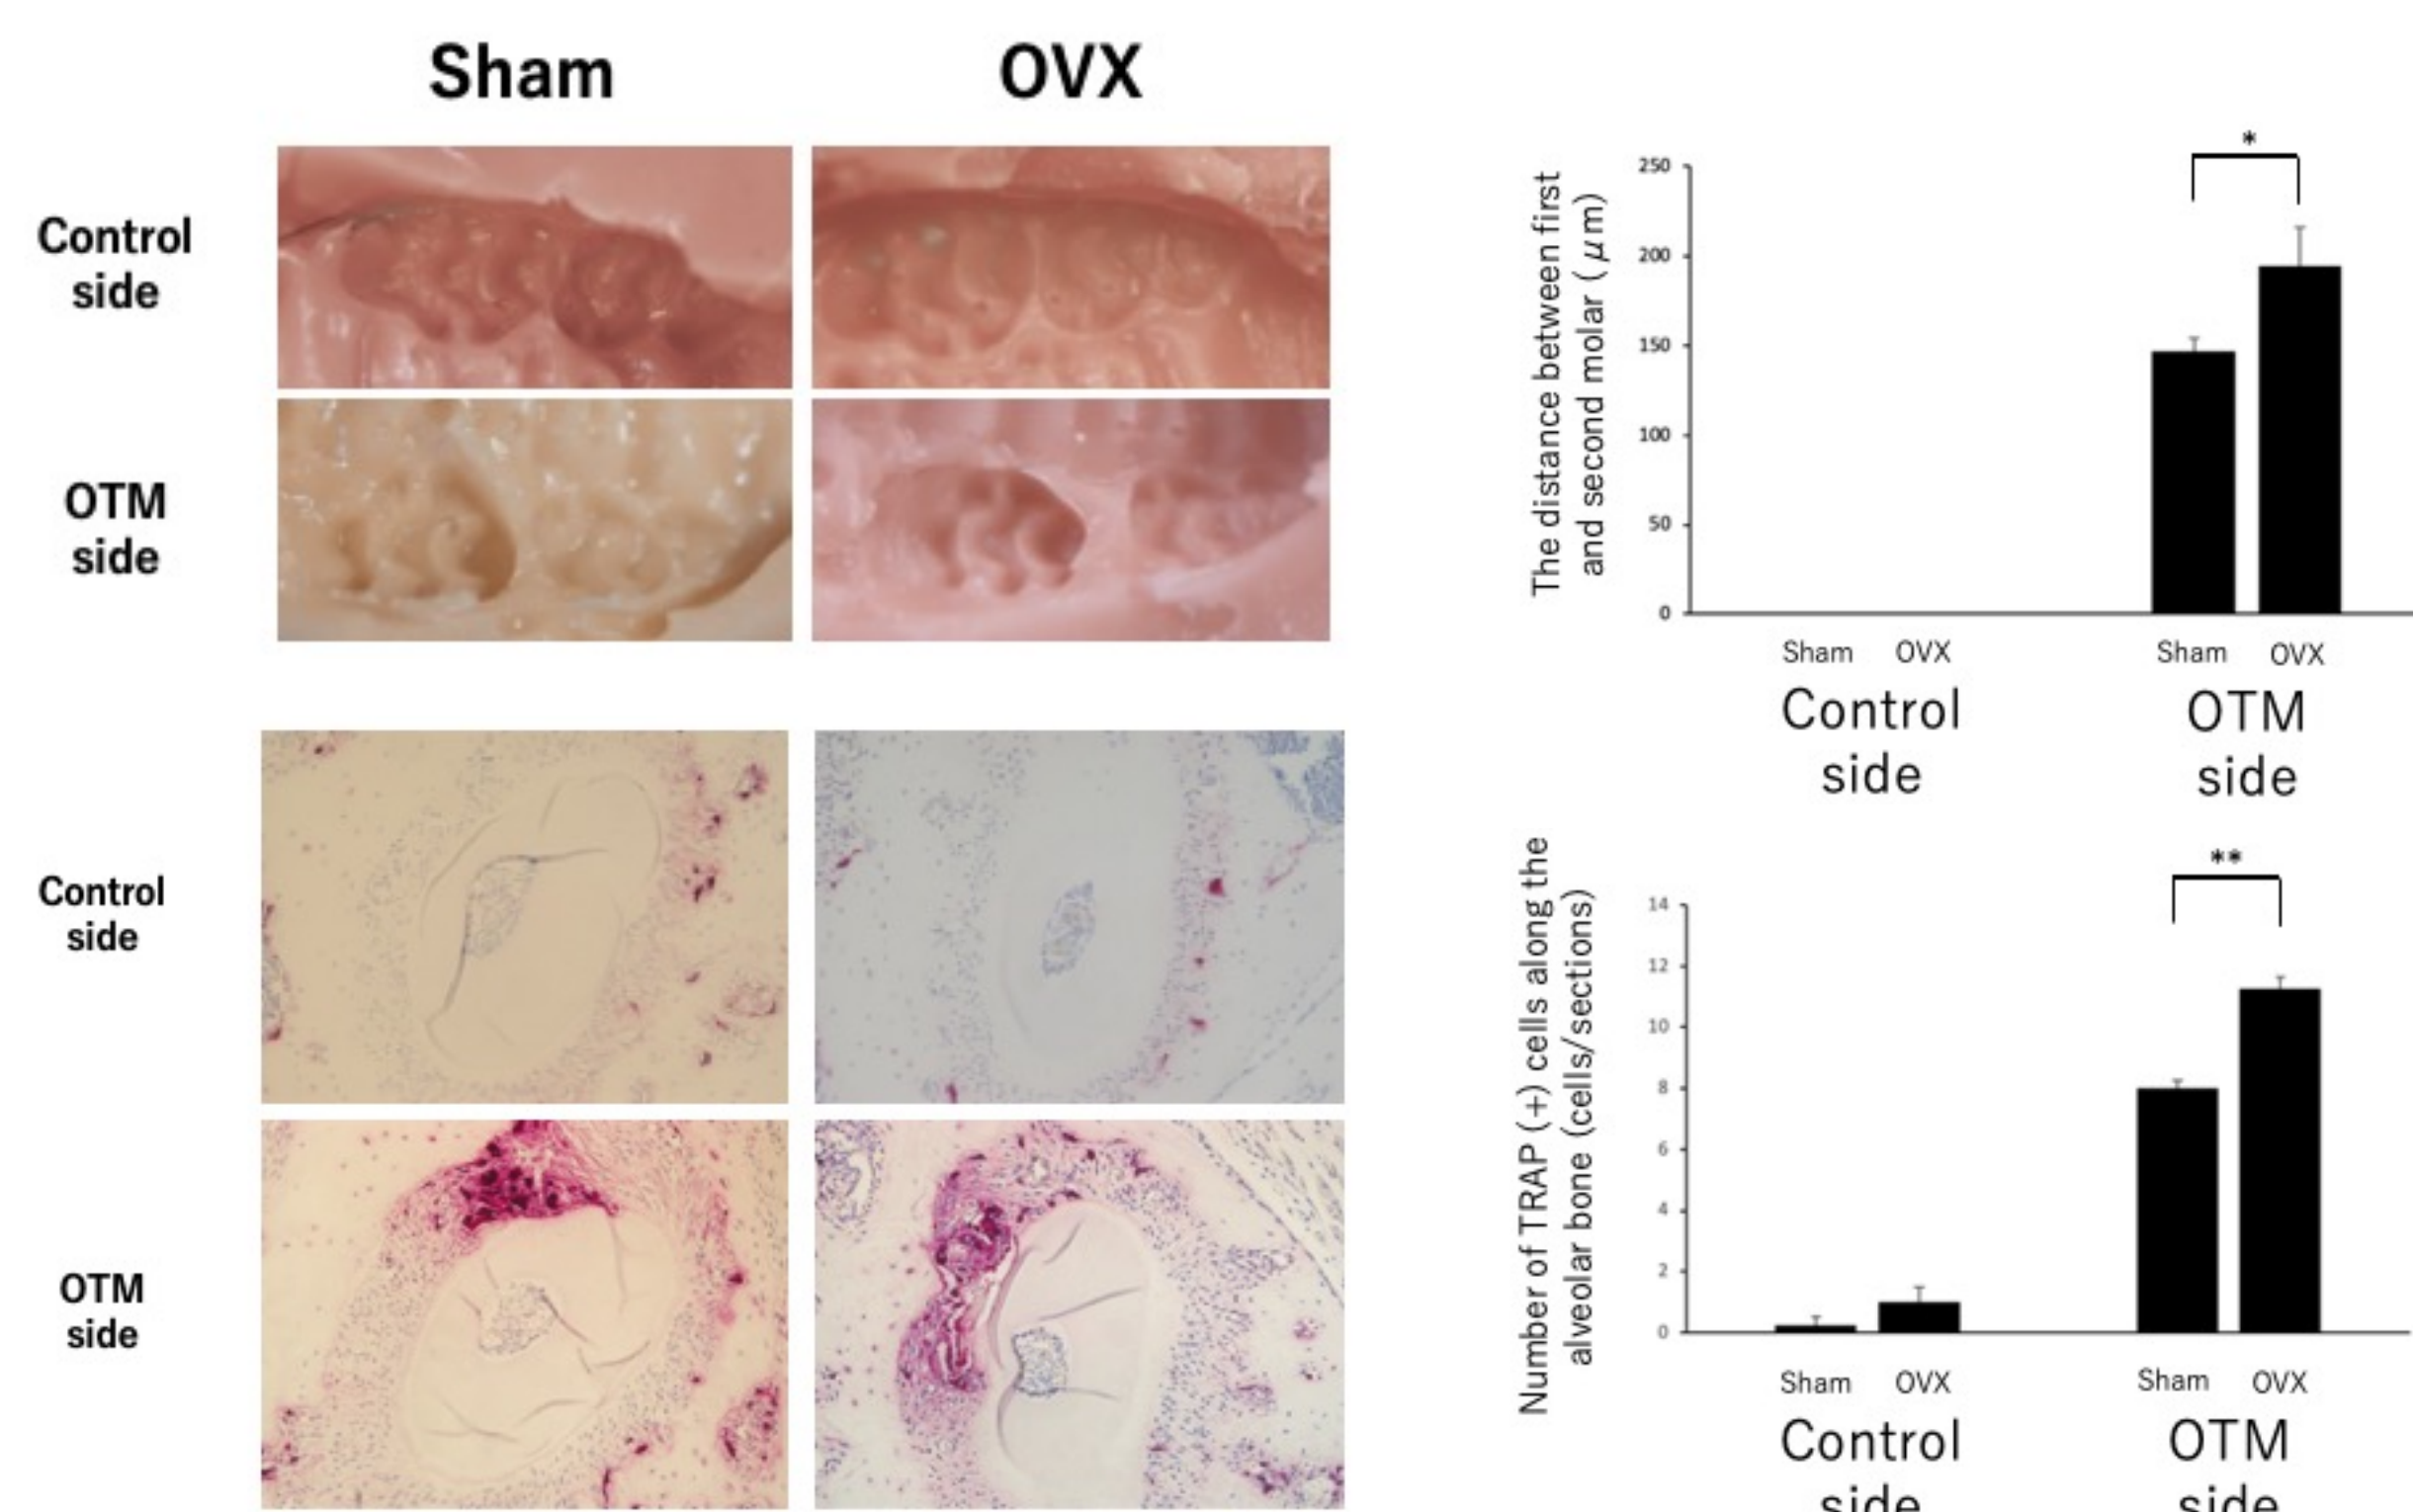 Sham
OVX
Control
side
OTM
side
The distance between first
and second molar (μm)
*
250
200
150
100
50
0
Sham
OVX
Sham
OVX
Control
side
OTM
side
Control
side
OTM
side
Number of TRAP (+) cells along the
alveolar bone (cells/sections)
**
14
12
10
8
6
4
2
0
Sham
OVX
Sham
OVX
Control
side
OTM
side